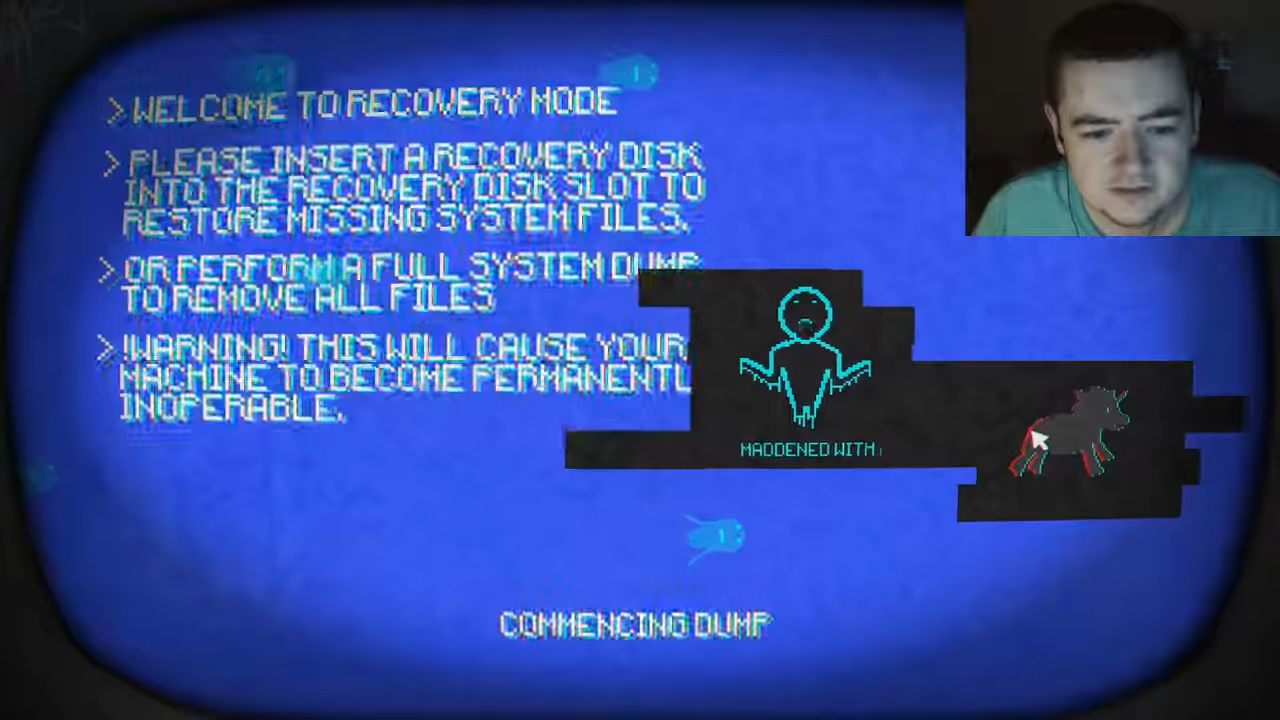 >WELCOME TO RECOVERY MODE
>PLEASE INSERT A RECOVERY DISK
INTO THE RECOVERY DISK SLOT TO
RESTORE MISSING SYSTEM FILES.
>OR PERFORM A FULL SYSTEM DUMP
TO REMOVE ALL FILES
>!WARNING! THIS WILL CAUSE YOUR
MACHINE TO BECOME PERMANENTL
INOPERABLE.
MADDENED WITH
COMMENCING DUMP